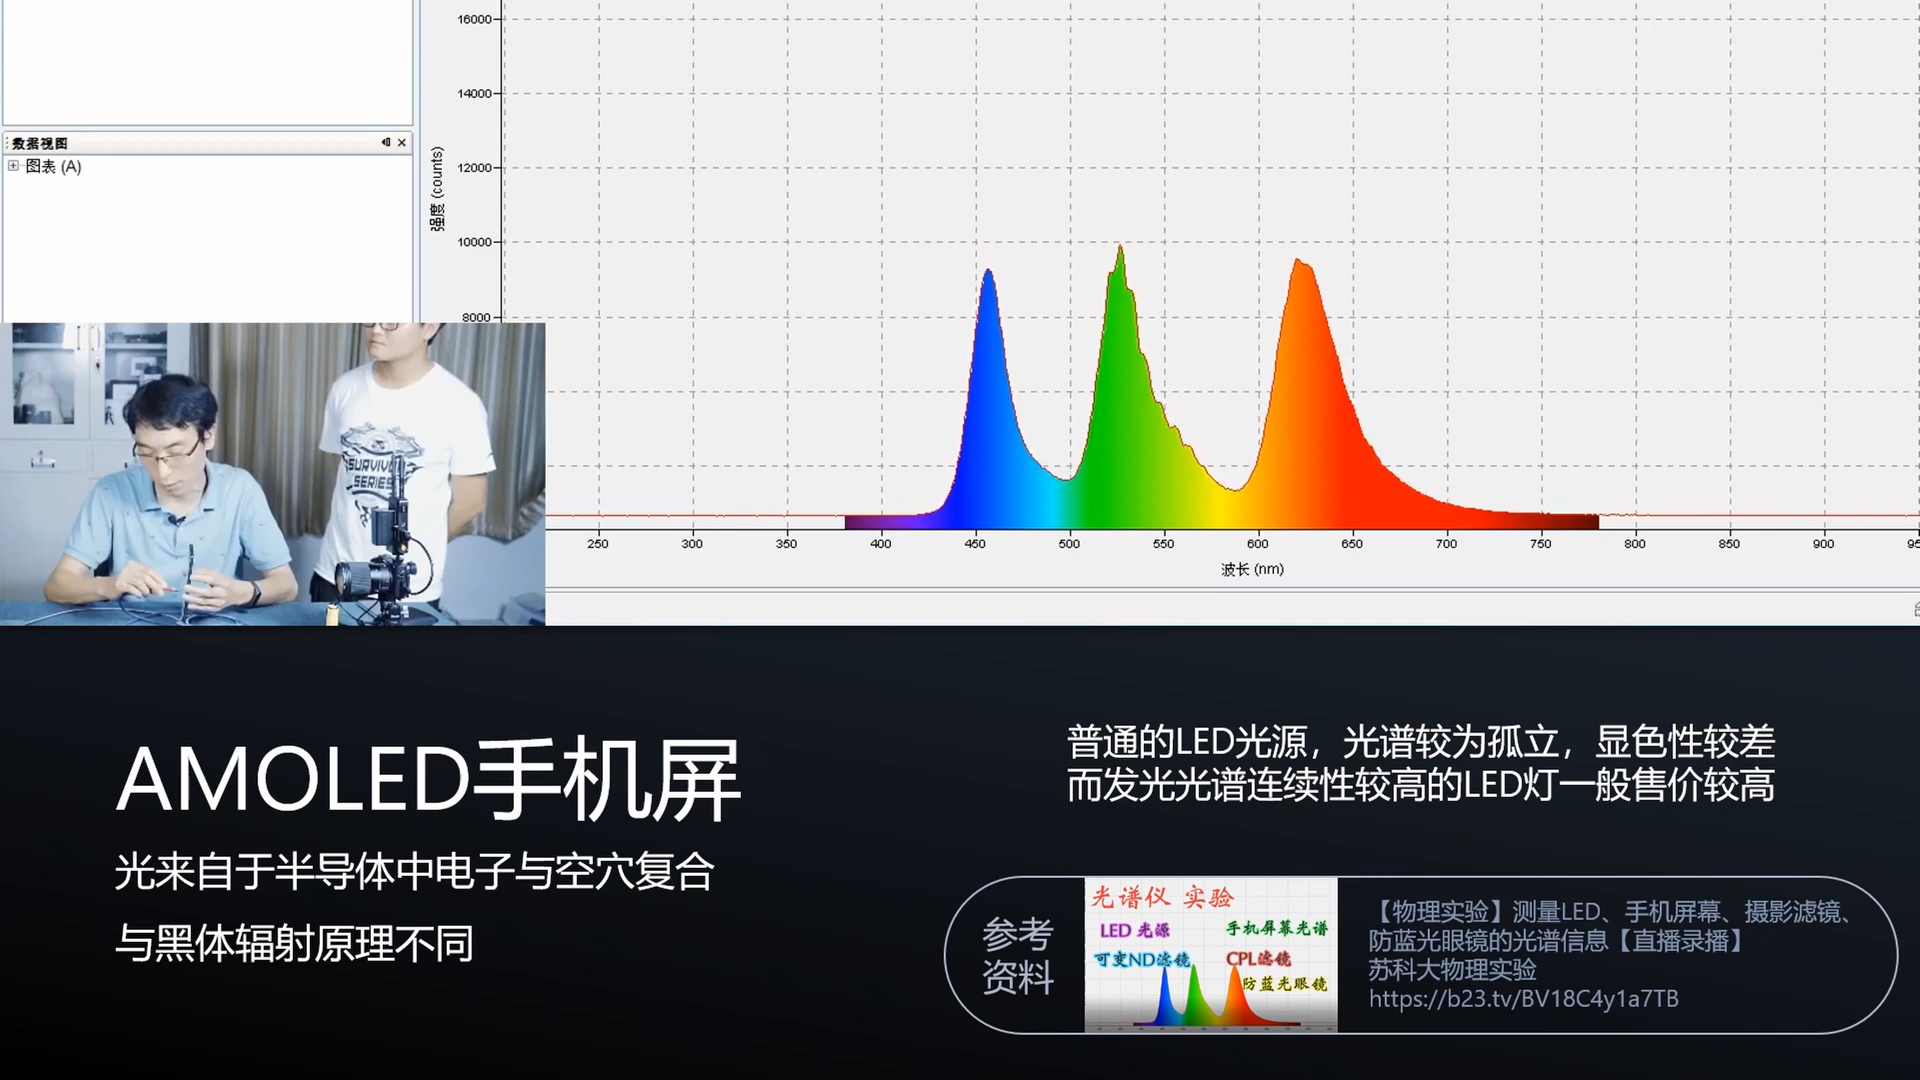 16000
14000
12000
10000
8000
强度 (counts)
数据视图
图表 (A)
SURVIVO
SERIES
250
300
350
400
450
500
550
600
650
700
750
800
850
900
95
波长 (nm)
AMOLED手机屏
光来自于半导体中电子与空穴复合
与黑体辐射原理不同
普通的LED光源，光谱较为孤立，显色性较差
而发光光谱连续性较高的LED灯一般售价较高
参考
资料
光谱仪 实验
LED 光源
手机屏幕光谱
可变ND滤镜
CPL滤镜
防蓝光眼镜
【物理实验】测量LED、手机屏幕、摄影滤镜、
防蓝光眼镜的光谱信息【直播录播】
苏科大物理实验
https://b23.tv/BV18C4y1a7TB